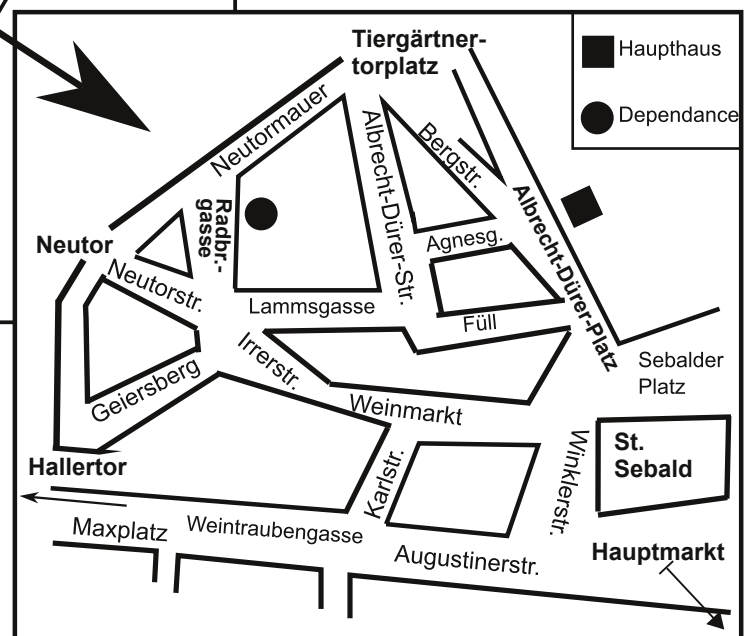 Tiergärtner-
torplatz
Haupthaus
Dependance
Neutormauer
Albrecht-Dürer-Str.
Bergstr.
Albrecht-Dürer-Platz
Radbr.-
gasse
Neutor
Neutorstr.
Agnesg.
Lammsgasse
Füll
Sebalder
Platz
Irrerstr.
Geiersberg
Weinmarkt
Hallertor
Karlstr.
Winklerstr.
St.
Sebald
Maxplatz
Weintraubengasse
Augustinerstr.
Hauptmarkt